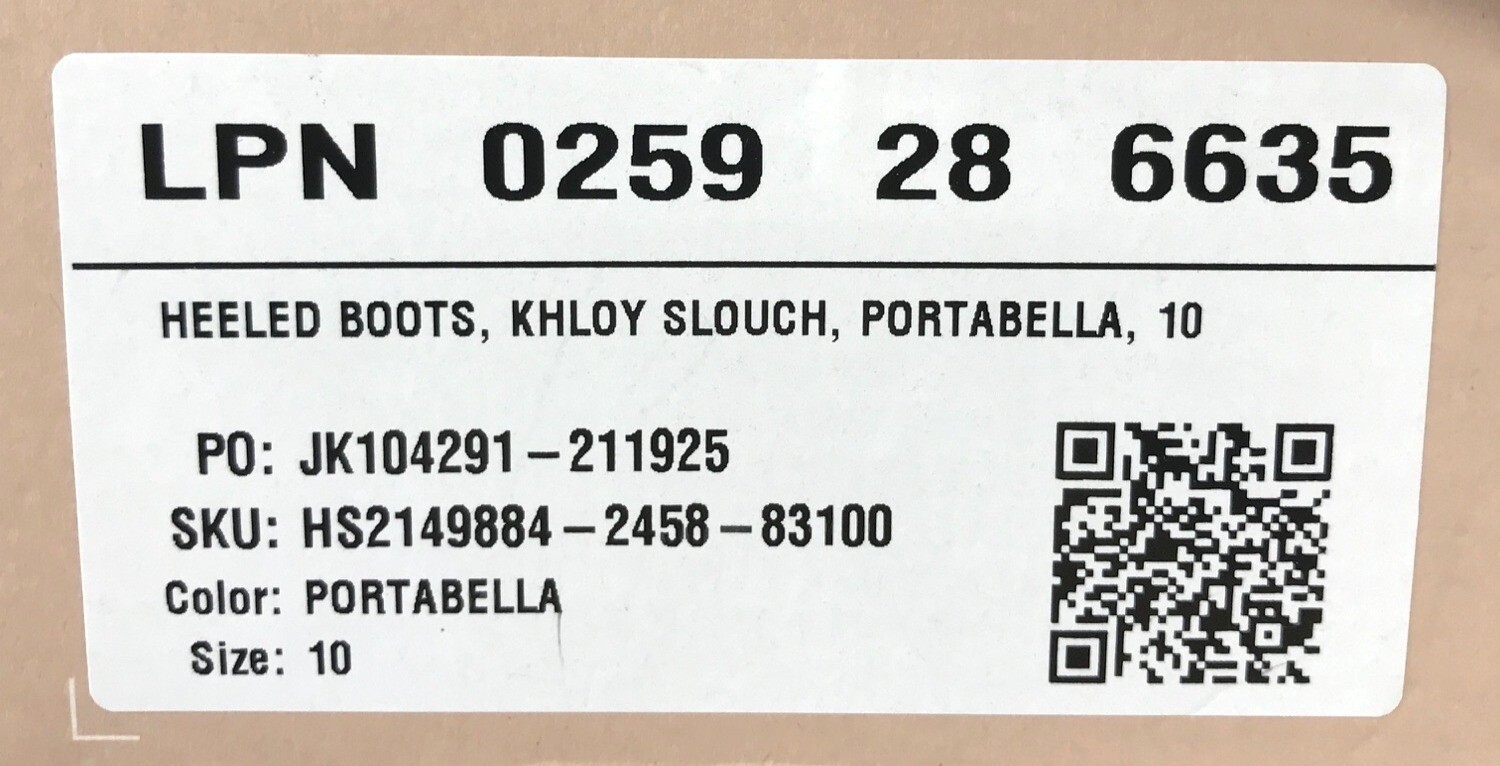 LPN 0259 28 6635
HEELED BOOTS, KHLOY SLOUCH, PORTABELLA, 10
PO: JK104291-211925
SKU: HS2149884-2458-83100
Color: PORTABELLA
Size: 10